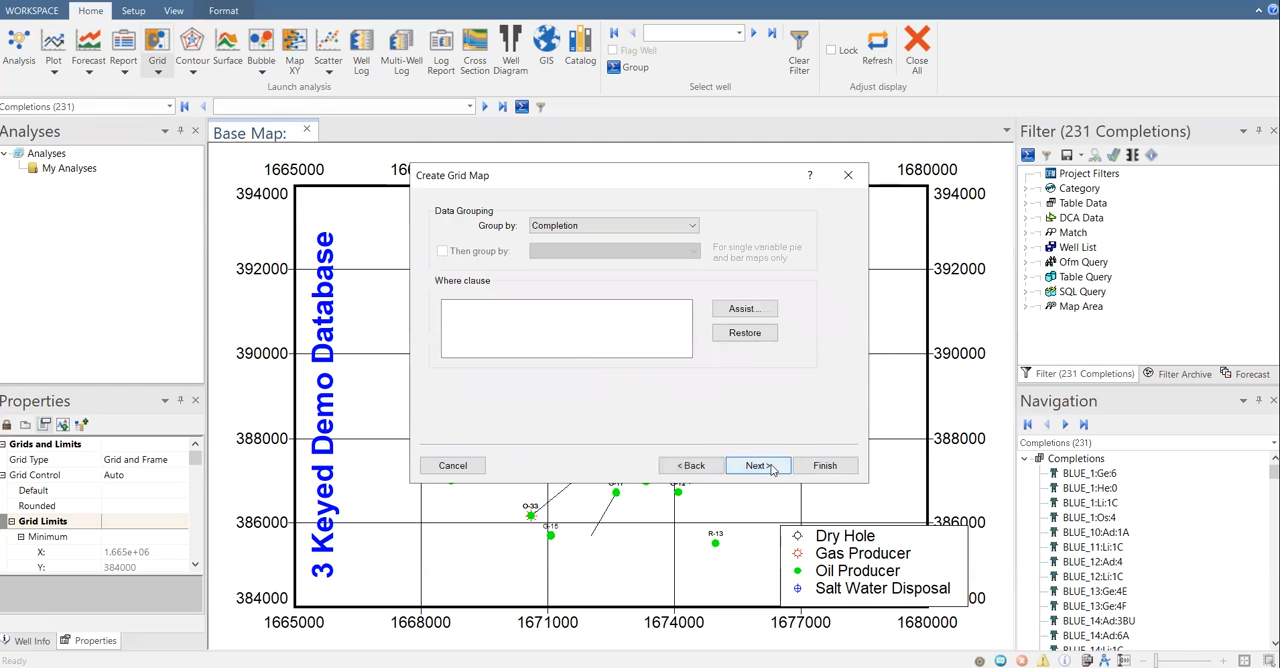 WORKSPACE Home Setup View Format
Analysis Plot Forecast Report Grid Contour Surface Bubble Map XY Scatter Well Log Multi-Well Log Log Report Cross Section Well Diagram GIS Catalog
Launch analysis
Flag Well
Group
Select well
Clear Filter
Lock Refresh Close All
Adjust display
Completions (231)
Analyses
Analyses
My Analyses
Properties
Grids and Limits
Grid Type Grid and Frame
Grid Control Auto
Default
Rounded
Grid Limits
Minimum
X: 1.665e+06
Y: 384000
Well Info Properties
Ready
Base Map:
1665000 1680000
394000 394000
392000 392000
390000 390000
388000 388000
386000 386000
384000
1665000 1668000 1671000 1674000 1677000 1680000
3 Keyed Demo Database
O-33
G-15
R-13
Dry Hole
Gas Producer
Oil Producer
Salt Water Disposal
Create Grid Map ?
Data Grouping
Group by: Completion
Then group by:
For single variable pie
and bar maps only
Where clause
Assist...
Restore
Cancel < Back Next > Finish
Filter (231 Completions)
Project Filters
Category
Table Data
DCA Data
Match
Well List
Ofm Query
Table Query
SQL Query
Map Area
Filter (231 Completions) Filter Archive Forecast
Navigation
Completions (231)
Completions
BLUE_1:Ge:6
BLUE_1:He:0
BLUE_1:Li:1C
BLUE_1:Os:4
BLUE_10:Ad:1A
BLUE_11:Li:1C
BLUE_12:Ad:4
BLUE_12:Li:1C
BLUE_13:Ge:4E
BLUE_13:Ge:4F
BLUE_14:Ad:3BU
BLUE_14:Ad:6A